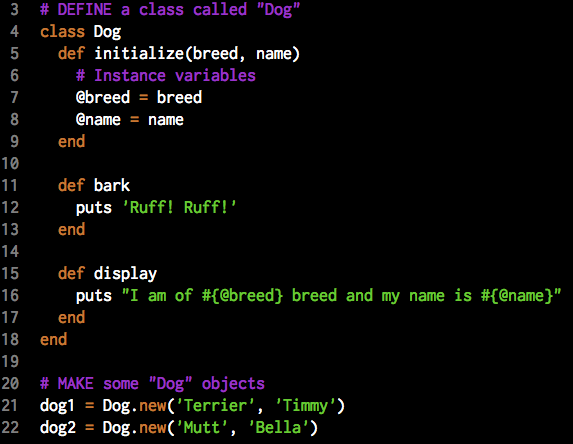 3 # DEFINE a class called "Dog"
4 class Dog
5   def initialize(breed, name)
6     # Instance variables
7     @breed = breed
8     @name = name
9   end
10
11   def bark
12     puts 'Ruff! Ruff!'
13   end
14
15   def display
16     puts "I am of #{@breed} breed and my name is #{@name}"
17   end
18 end
19
20 # MAKE some "Dog" objects
21 dog1 = Dog.new('Terrier', 'Timmy')
22 dog2 = Dog.new('Mutt', 'Bella')